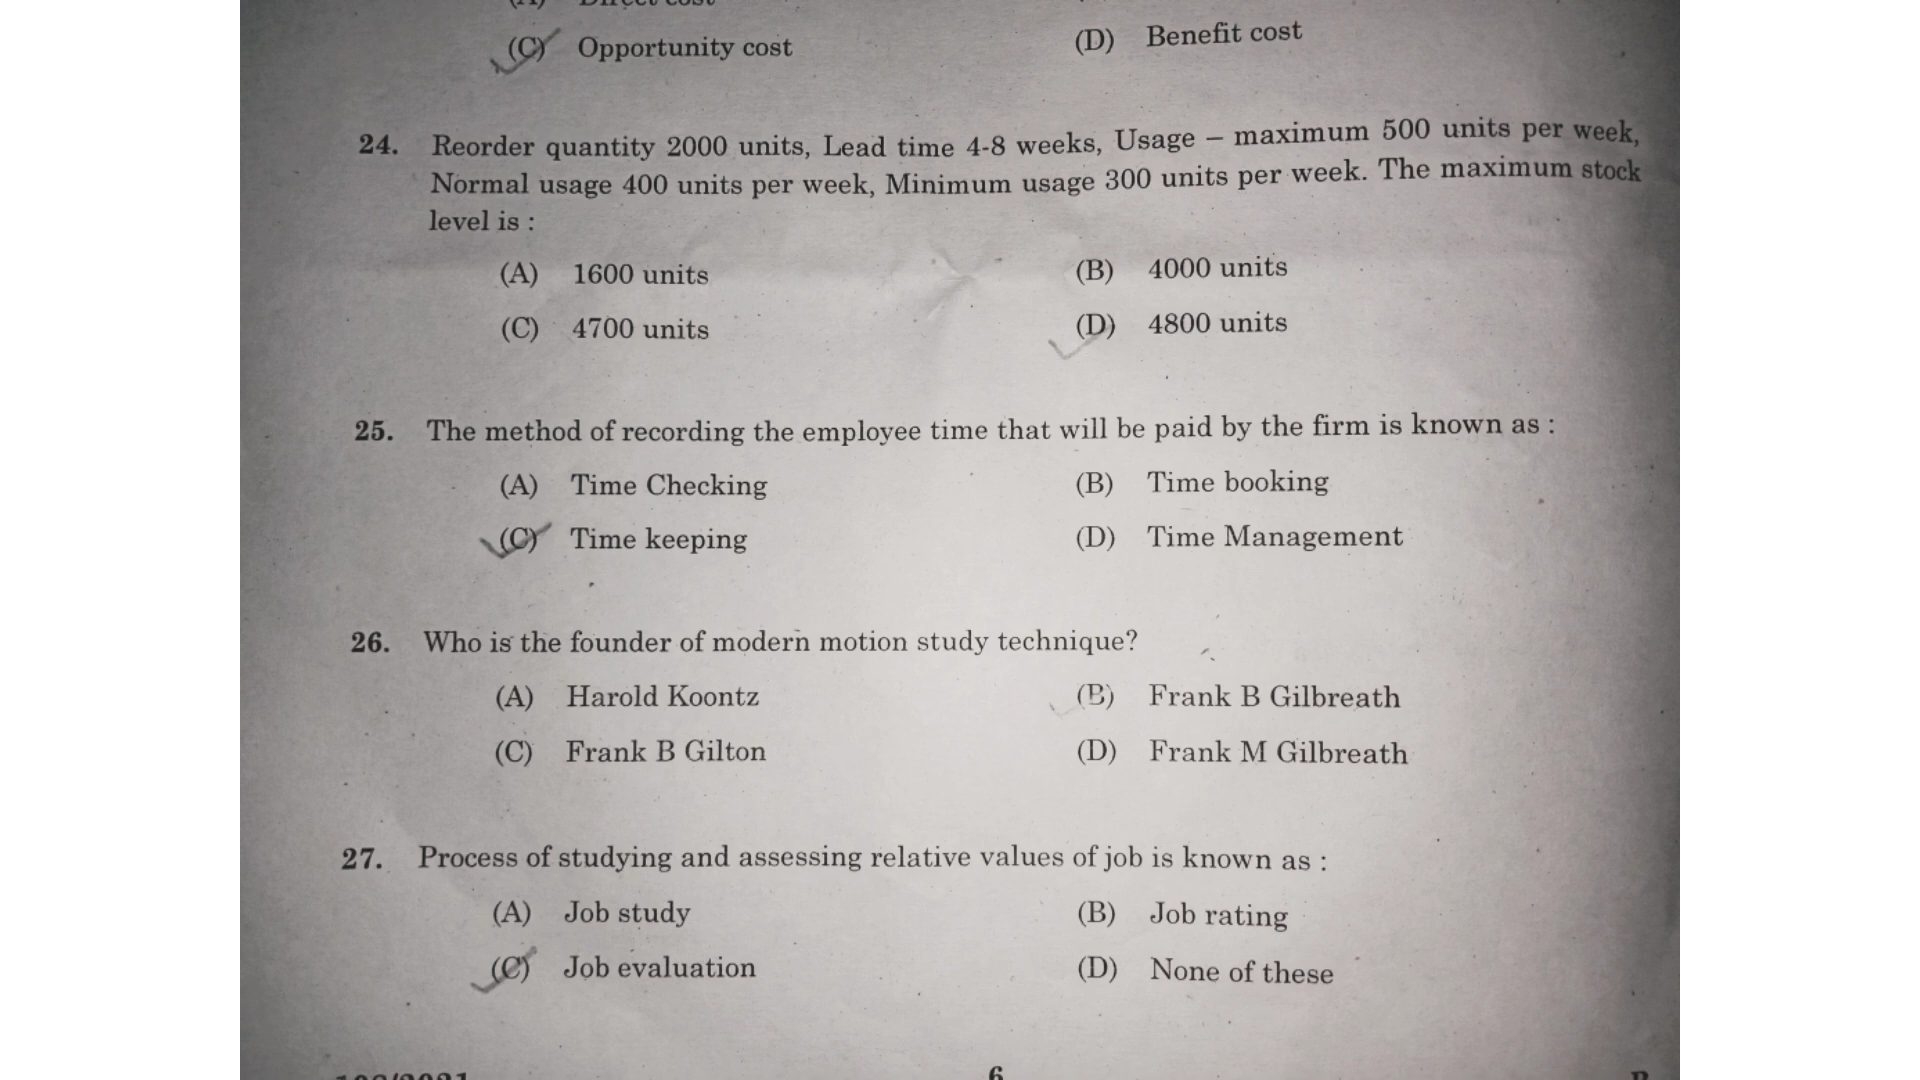 (A) Direct cost
(C) Opportunity cost (D) Benefit cost
24. Reorder quantity 2000 units, Lead time 4-8 weeks, Usage – maximum 500 units per week,
Normal usage 400 units per week, Minimum usage 300 units per week. The maximum stock
level is :
(A) 1600 units (B) 4000 units
(C) 4700 units (D) 4800 units
25. The method of recording the employee time that will be paid by the firm is known as :
(A) Time Checking (B) Time booking
(C) Time keeping (D) Time Management
26. Who is the founder of modern motion study technique?
(A) Harold Koontz (B) Frank B Gilbreath
(C) Frank B Gilton (D) Frank M Gilbreath
27. Process of studying and assessing relative values of job is known as :
(A) Job study (B) Job rating
(C) Job evaluation (D) None of these
6